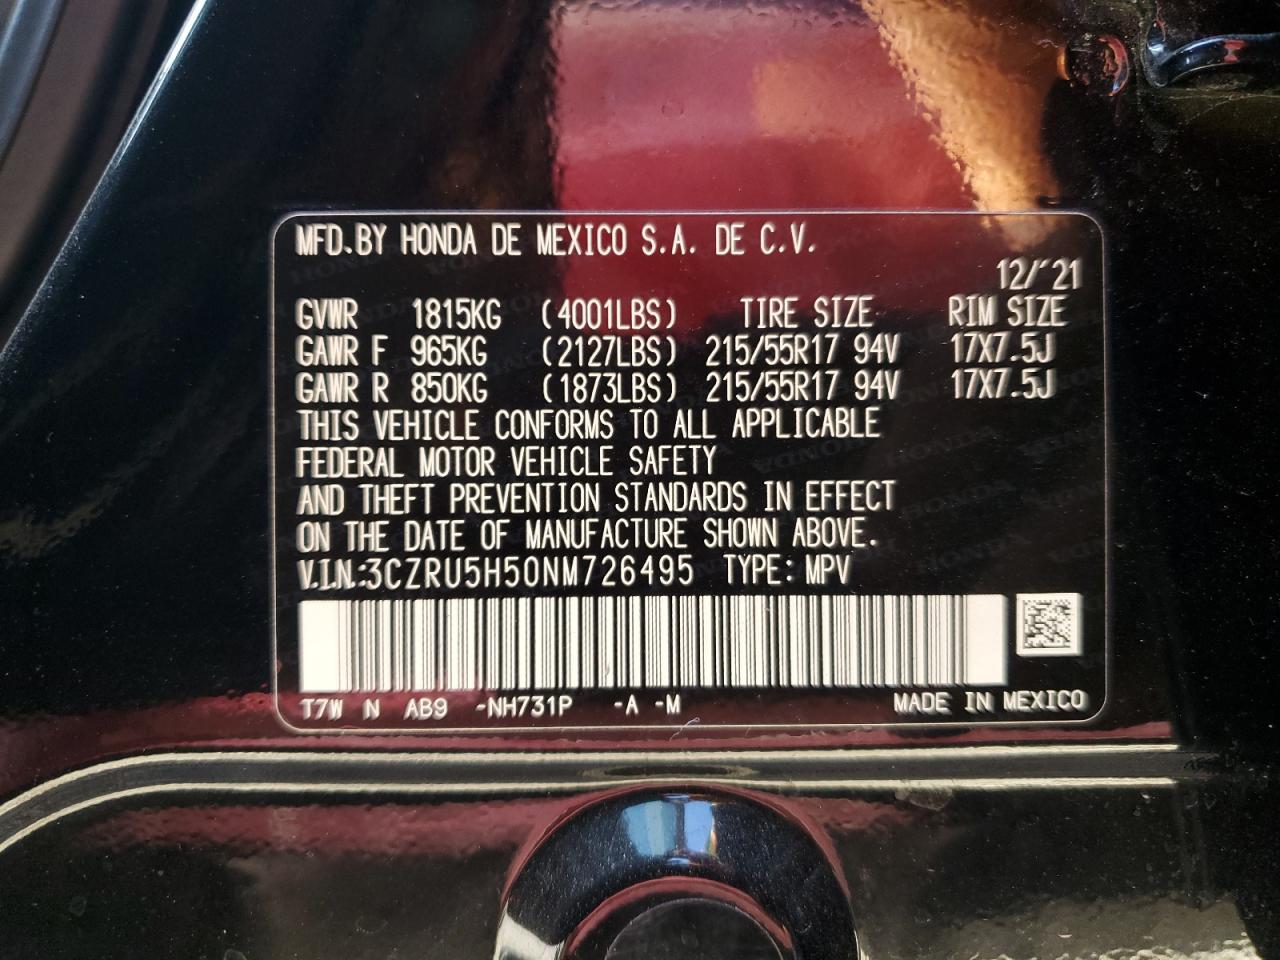 MFD.BY HONDA DE MEXICO S.A. DE C.V.
12/'21
GVWR 1815KG (4001LBS) TIRE SIZE RIM SIZE
GAWR F 965KG (2127LBS) 215/55R17 94V 17X7.5J
GAWR R 850KG (1873LBS) 215/55R17 94V 17X7.5J
THIS VEHICLE CONFORMS TO ALL APPLICABLE
FEDERAL MOTOR VEHICLE SAFETY
AND THEFT PREVENTION STANDARDS IN EFFECT
ON THE DATE OF MANUFACTURE SHOWN ABOVE.
V.I.N.:3CZRU5H50NM726495 TYPE: MPV
T7W N AB9 -NH731P -A -M MADE IN MEXICO